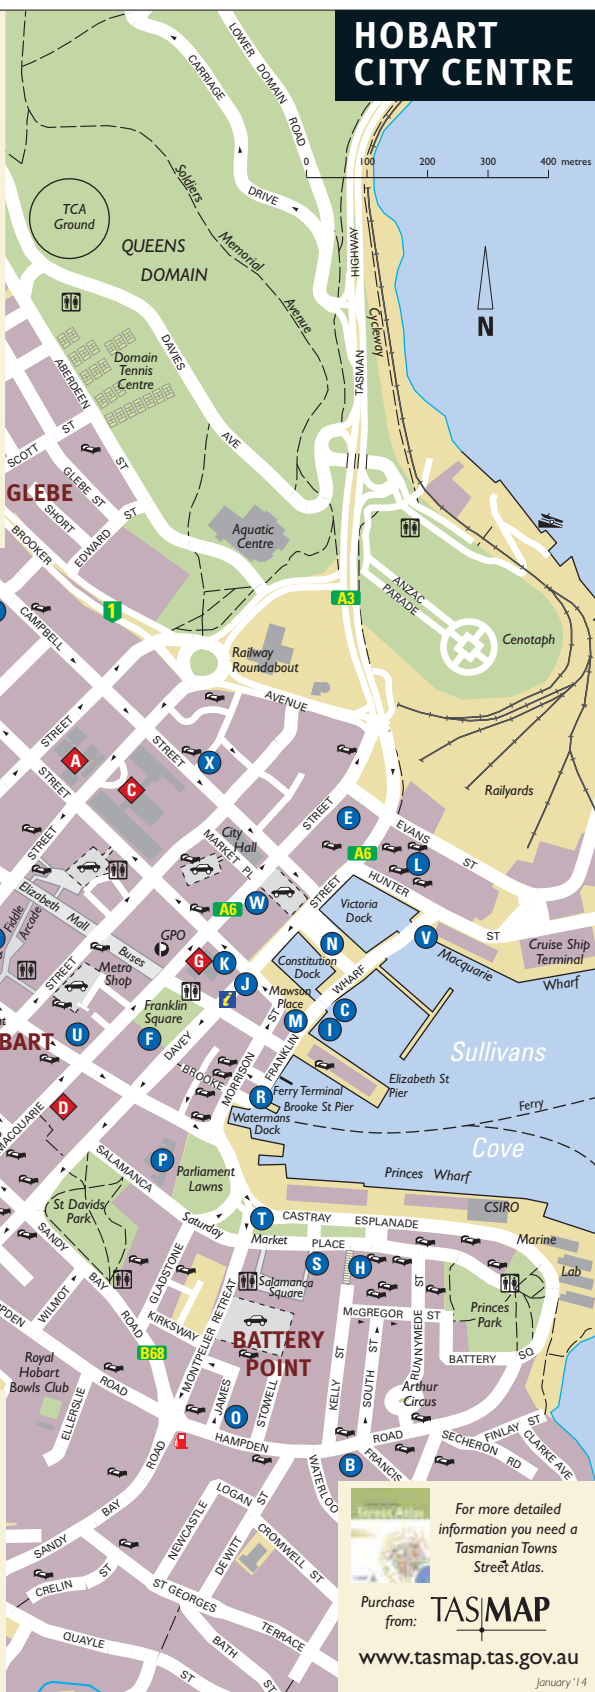 HOBART
CITY CENTRE
LOWER DOMAIN ROAD
CARRIAGE
DRIVE
0 100 200 300 400 metres
TCA
Ground
Soldiers
Memorial
Avenue
QUEENS
DOMAIN
HIGHWAY
TASMAN
Cycleway
N
DAVIES
AVE
Domain
Tennis
Centre
ABERDEEN
ST
SCOTT ST
GLEBE ST
GLEBE
SHORT
EDWARD ST
BROOKER
Aquatic
Centre
A3
ANZAC
PARADE
Cenotaph
1
CAMPBELL
Railway
Roundabout
AVENUE
STREET
STREET
STREET
A
C
X
Railyards
STREET
E
EVANS
ST
City
Hall
MARKET PL
A6
L
HUNTER
ST
STREET
Elizabeth Mall
Fiddle
Arcade
A6
W
STREET
Victoria
Dock
V
Macquarie
Wharf
Cruise Ship
Terminal
GPO
Buses
Metro
Shop
STREET
G
K
J
i
N
Constitution
Dock
WHARF
Mawson
Place
M
C
I
ST
FRANKLIN
Franklin
Square
F
U
BART
DAVEY
BROOKE
MORRISON
Sullivans
Cove
Ferry
Elizabeth St
Pier
Ferry Terminal
Brooke St Pier
R
Watermans
Dock
D
MACQUARIE
SALAMANCA
P
Parliament
Lawns
Princes Wharf
St Davids
Park
Saturday
Market
T
CASTRAY ESPLANADE
PLACE
CSIRO
Marine
Lab
SANDY
BAY
ROAD
WILMOT
GLADSTONE
KIRKSWAY
MONTPELIER RETREAT
Salamanca
Square
S
H
McGREGOR ST
RUNNYMEDE
ST
Princes
Park
BATTERY SQ
B68
BATTERY
POINT
KELLY ST
SOUTH ST
Royal
Hobart
Bowls Club
ROAD
ELLERSLIE
JAMES
STOWELL
O
Arthur
Circus
HAMPDEN
ROAD
B
FRANCIS
SECHERON RD
FINLAY ST
CLARKE AVE
WATERLOO
ROAD
BAY
SANDY
LOGAN
ST
NEWCASTLE
DEWITT
CROMWELL ST
CRELIN ST
ST GEORGES
TERRACE
QUAYLE
ST
BATH
ST
For more detailed
information you need a
Tasmanian Towns
Street Atlas.
Purchase
from:
TASMAP
www.tasmap.tas.gov.au
January '14